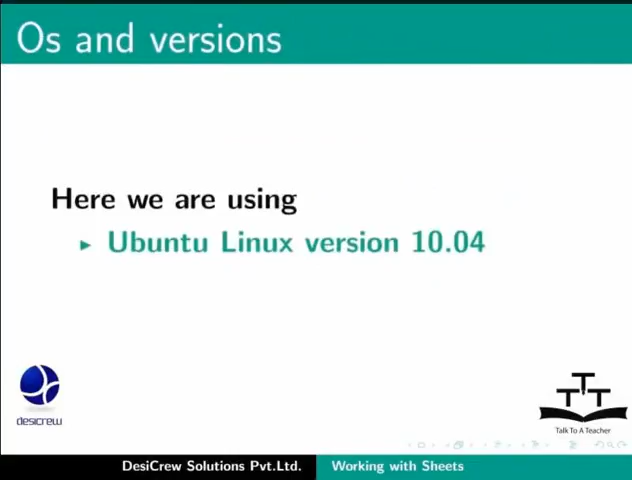 Os and versions
Here we are using
Ubuntu Linux version 10.04
desicrew
T T T
Talk To A Teacher
DesiCrew Solutions Pvt.Ltd. Working with Sheets